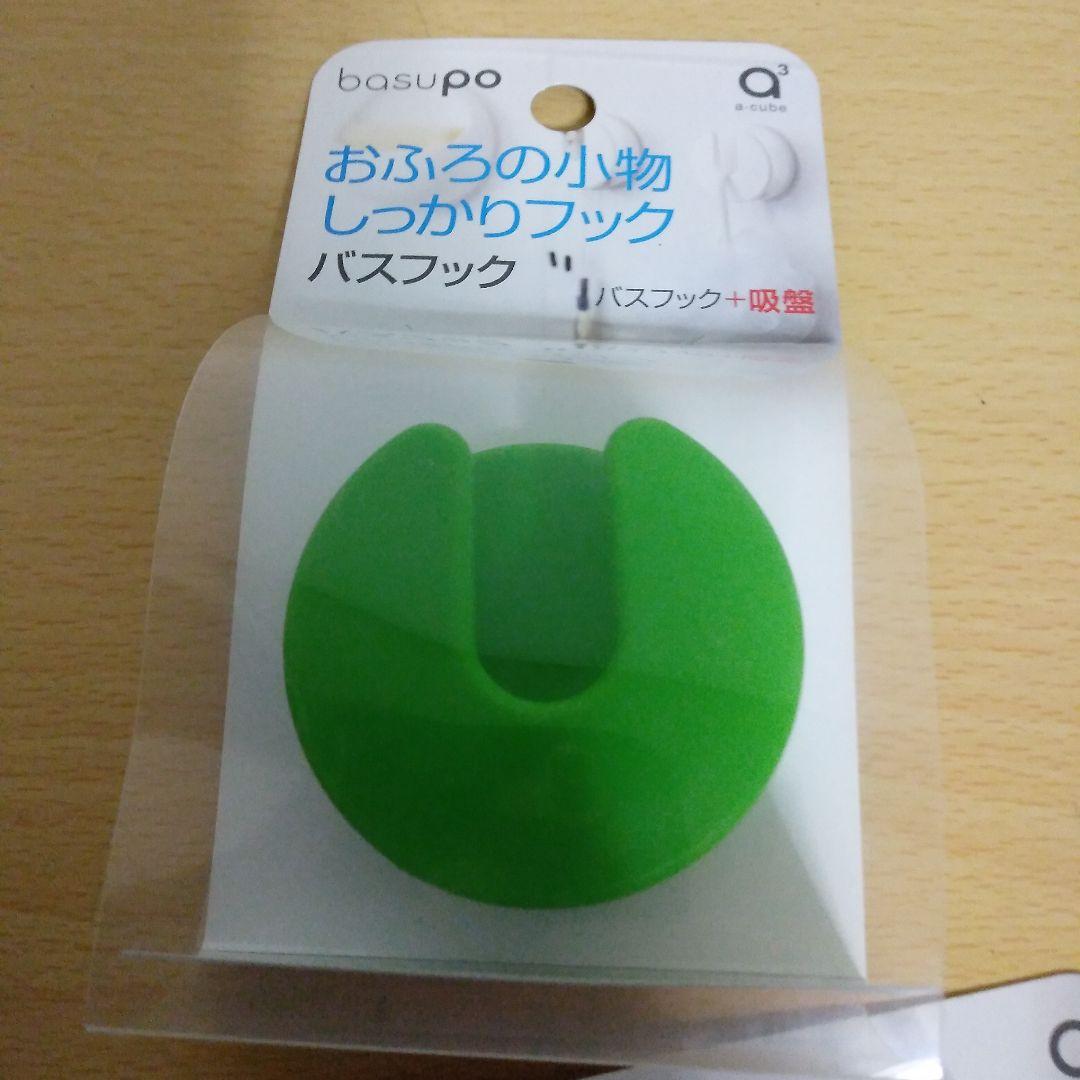 basupo
a³
a-cube
おふろの小物
しっかりフック
バスフック
バスフック+吸盤